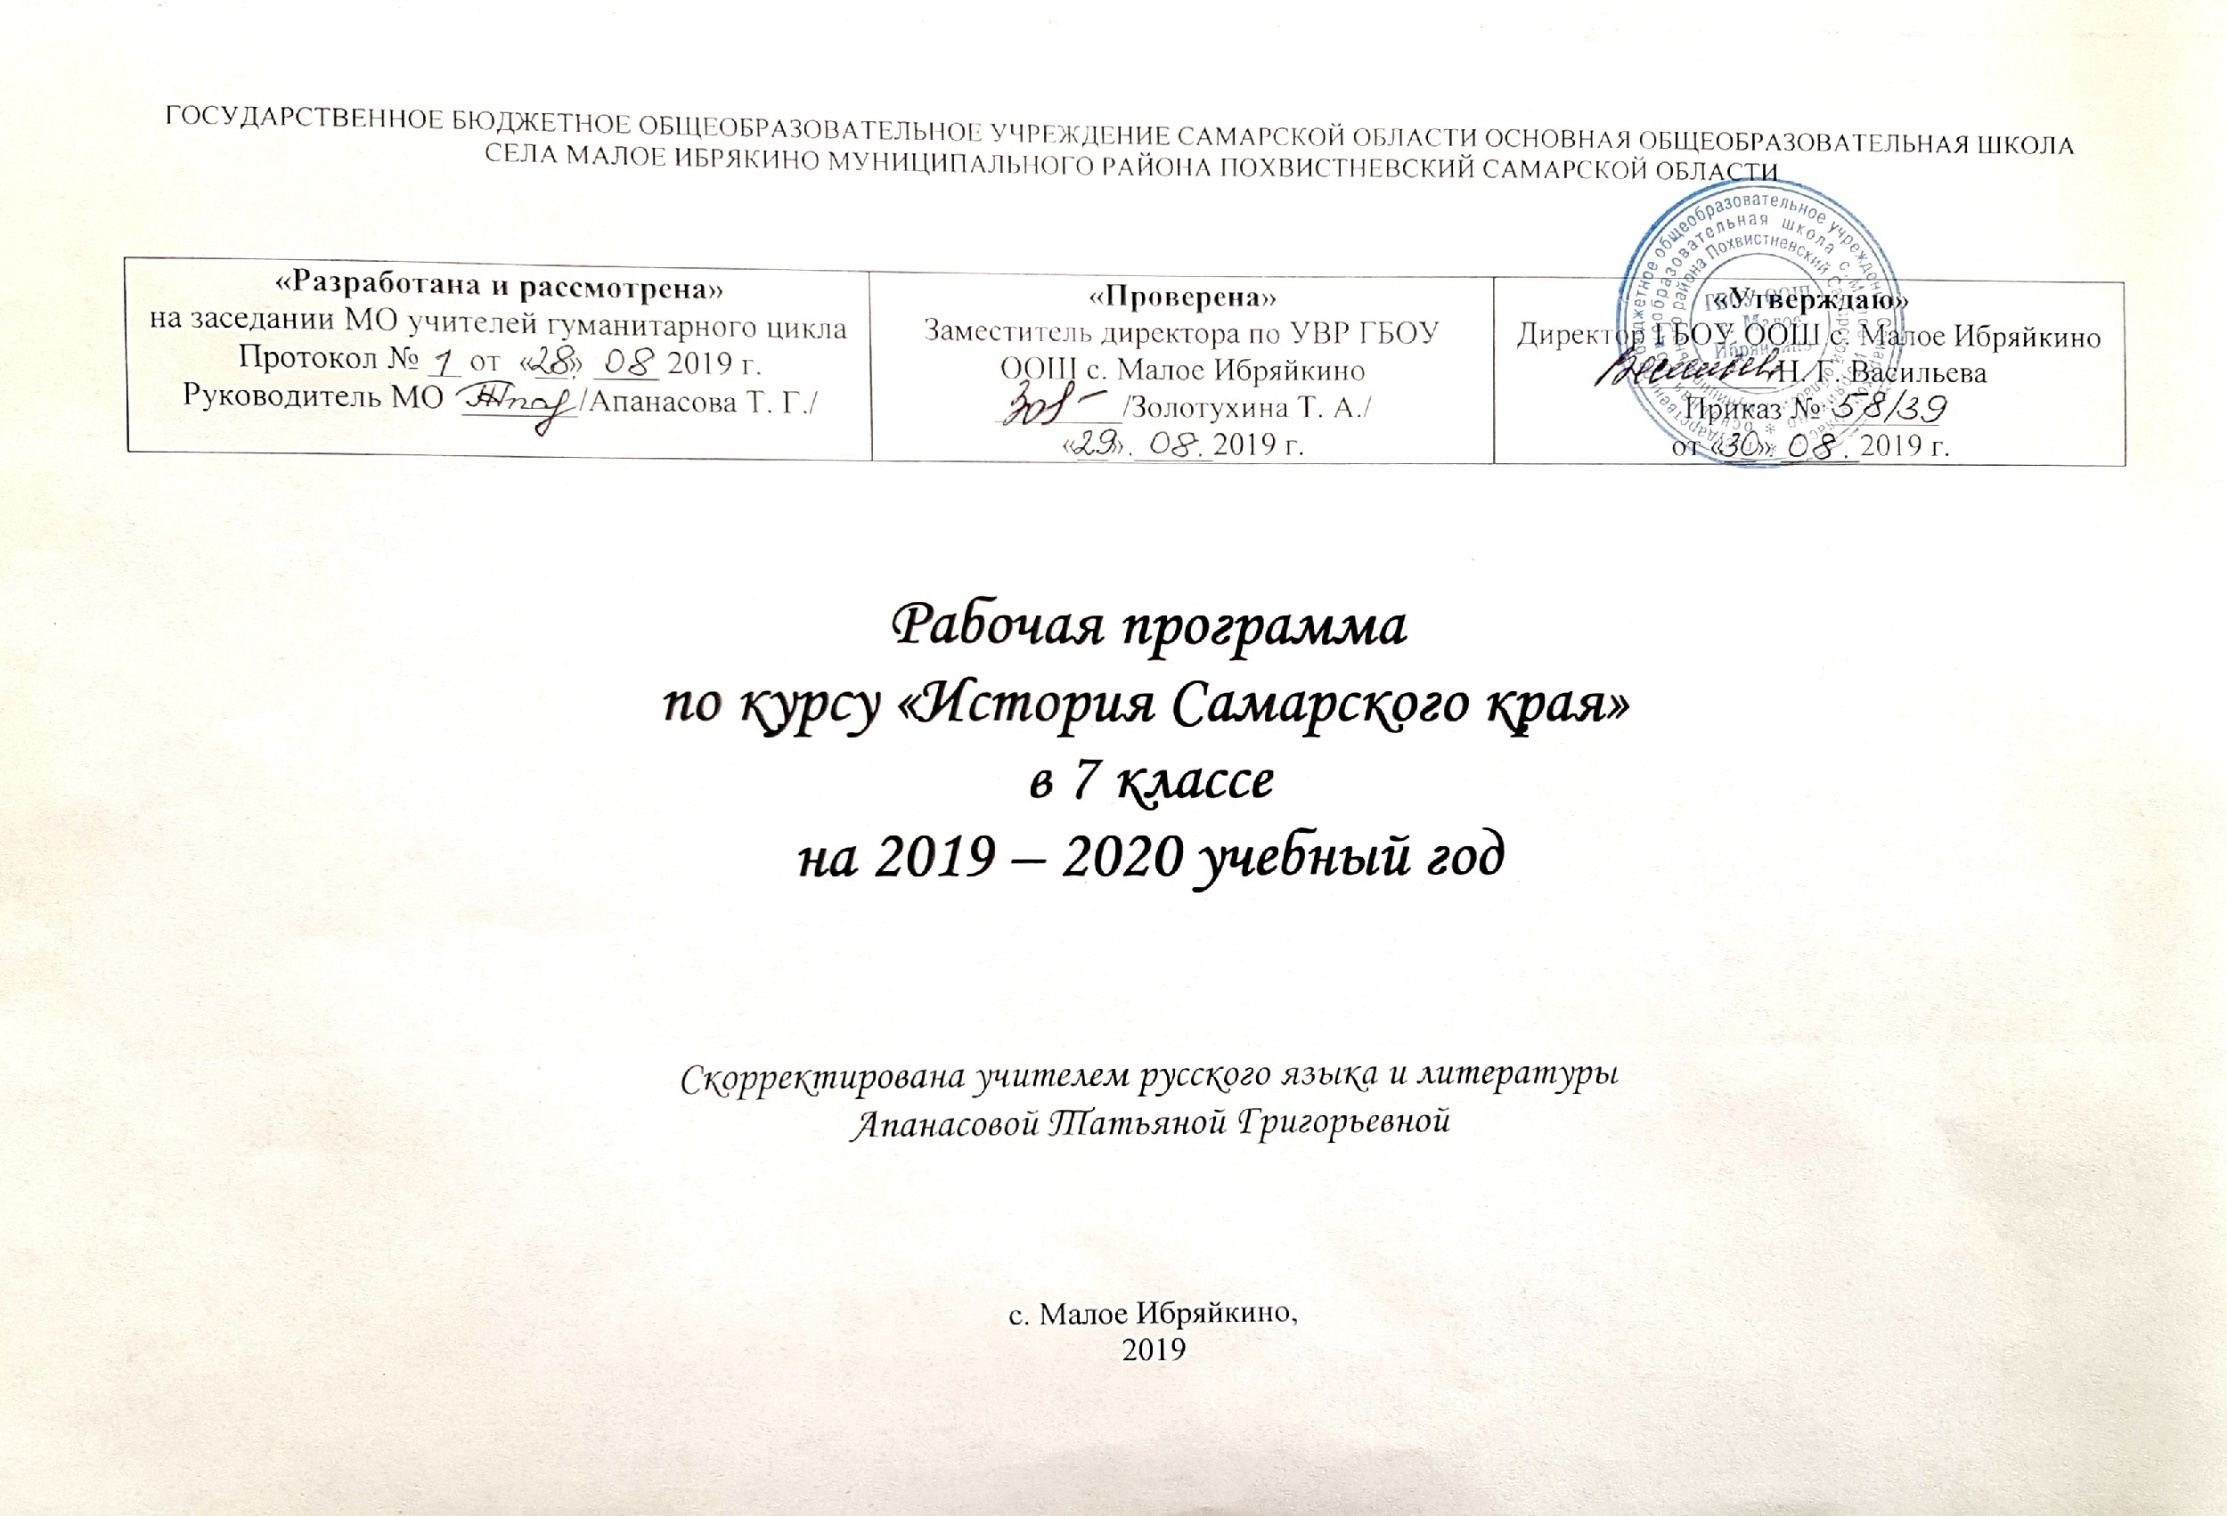 ГОСУДАРСТВЕННОЕ БЮДЖЕТНОЕ ОБЩЕОБРАЗОВАТЕЛЬНОЕ УЧРЕЖДЕНИЕ САМАРСКОЙ ОБЛАСТИ ОСНОВНАЯ ОБЩЕОБРАЗОВАТЕЛЬНАЯ ШКОЛА
СЕЛА МАЛОЕ ИБРЯКИНО МУНИЦИПАЛЬНОГО РАЙОНА ПОХВИСТНЕВСКИЙ САМАРСКОЙ ОБЛАСТИ
«Разработана и рассмотрена»
на заседании МО учителей гуманитарного цикла
Протокол № 1 от «28» 08 2019 г.
Руководитель МО /Апанасова Т. Г./
«Проверена»
Заместитель директора по УВР ГБОУ
ООШ с. Малое Ибряйкино
/Золотухина Т. А./
«29». 08. 2019 г.
«Утверждаю»
Директор ГБОУ ООШ с. Малое Ибряйкино
Н. Г. Васильева
Приказ № 58/39
от «30». 08. 2019 г.
ГБОУ ООШ
с. Малое
Ибряйкино
Рабочая программа
по курсу «История Самарского края»
в 7 классе
на 2019 – 2020 учебный год
Скорректирована учителем русского языка и литературы
Апанасовой Татьяной Григорьевной
с. Малое Ибряйкино,
2019